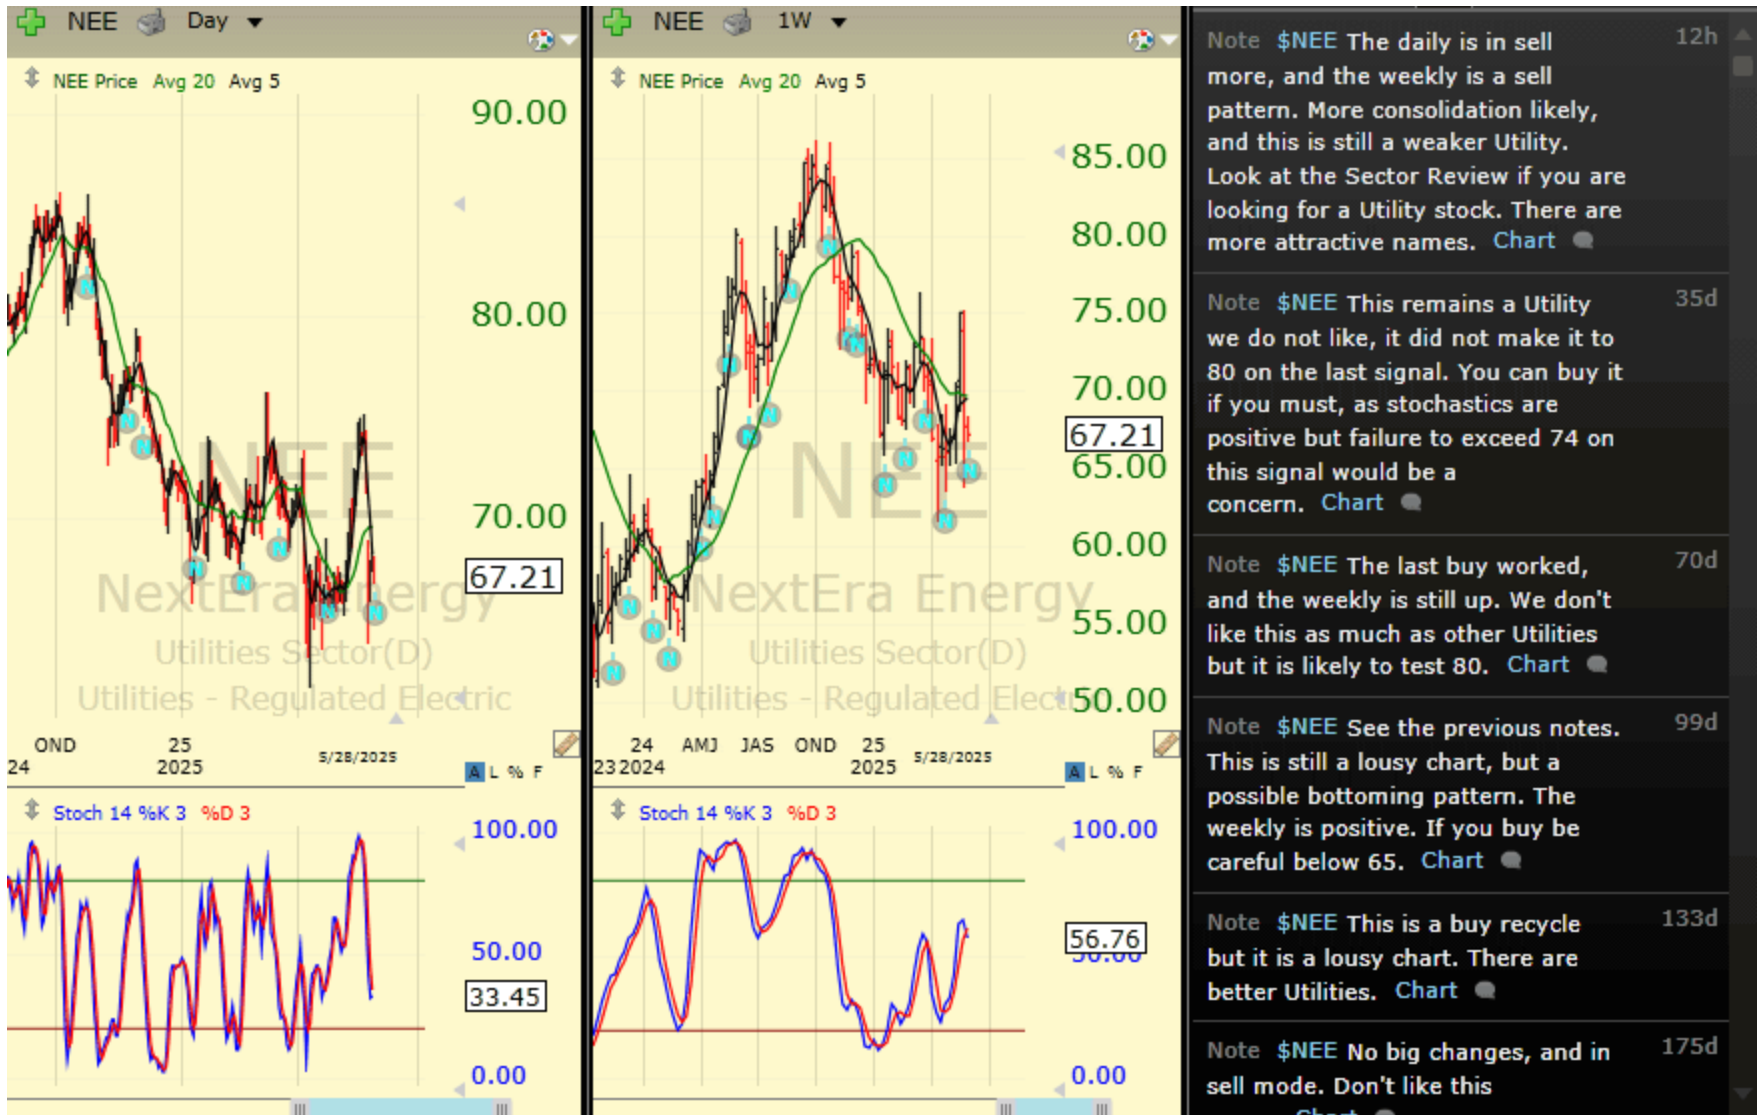 NEE Day
NEE Price Avg 20 Avg 5
90.00
80.00
70.00
67.21
NEE
NextEra Energy
Utilities Sector(D)
Utilities - Regulated Electric
OND 25 5/28/2025
24 2025
A L % F
Stoch 14 %K 3 %D 3
100.00
50.00
33.45
0.00
NEE 1W
NEE Price Avg 20 Avg 5
85.00
80.00
75.00
70.00
67.21
65.00
60.00
55.00
50.00
NEE
NextEra Energy
Utilities Sector(D)
Utilities - Regulated Electric
24 AMJ JAS OND 25 5/28/2025
23 2024 2025
A L % F
Stoch 14 %K 3 %D 3
100.00
56.76
50.00
0.00
Note $NEE The daily is in sell 12h
more, and the weekly is a sell
pattern. More consolidation likely,
and this is still a weaker Utility.
Look at the Sector Review if you are
looking for a Utility stock. There are
more attractive names. Chart
Note $NEE This remains a Utility 35d
we do not like, it did not make it to
80 on the last signal. You can buy it
if you must, as stochastics are
positive but failure to exceed 74 on
this signal would be a
concern. Chart
Note $NEE The last buy worked, 70d
and the weekly is still up. We don't
like this as much as other Utilities
but it is likely to test 80. Chart
Note $NEE See the previous notes. 99d
This is still a lousy chart, but a
possible bottoming pattern. The
weekly is positive. If you buy be
careful below 65. Chart
Note $NEE This is a buy recycle 133d
but it is a lousy chart. There are
better Utilities. Chart
Note $NEE No big changes, and in 175d
sell mode. Don't like this
Chart